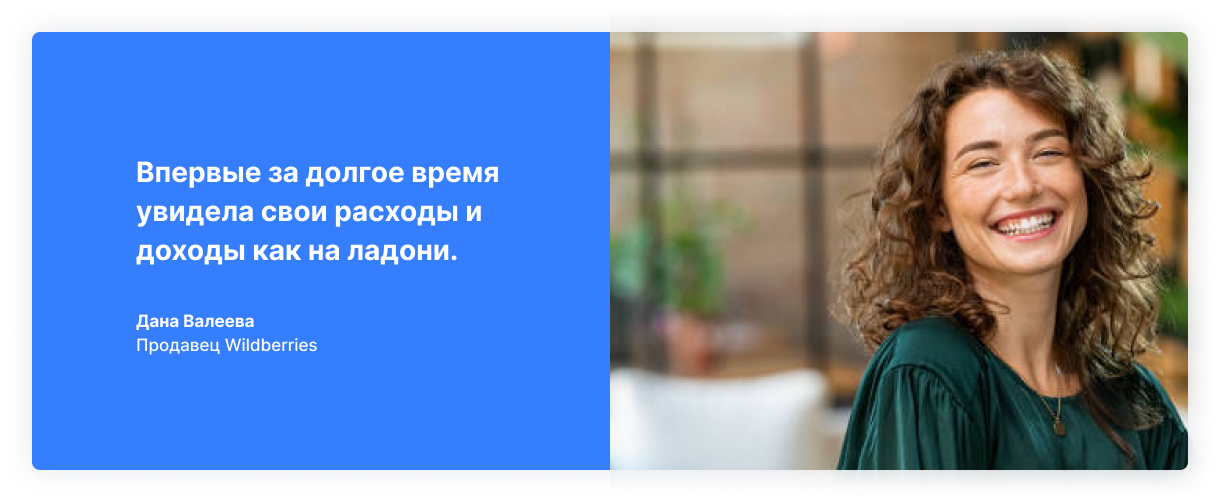 Впервые за долгое время
увидела свои расходы и
доходы как на ладони.
Дана Валеева
Продавец Wildberries